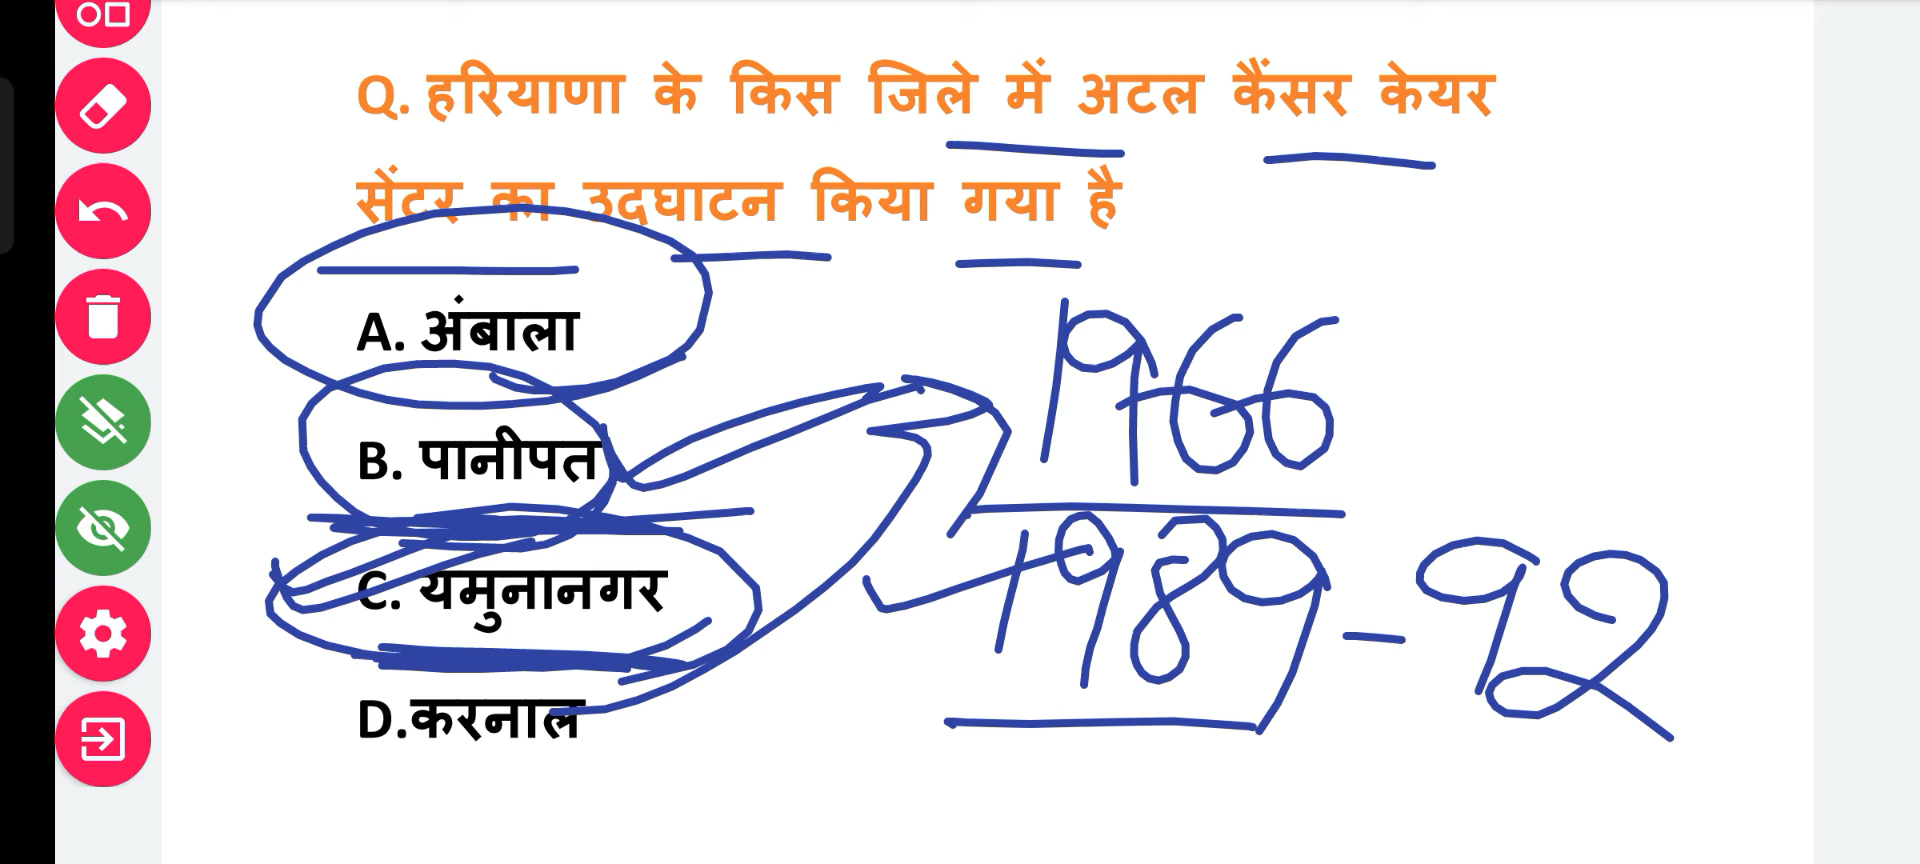 Q. हरियाणा के किस जिले में अटल कैंसर केयर
सेंटर का उदघाटन किया गया है
A. अंबाला
B. पानीपत
C. यमुनानगर
D.करनाल
1966
1989-92